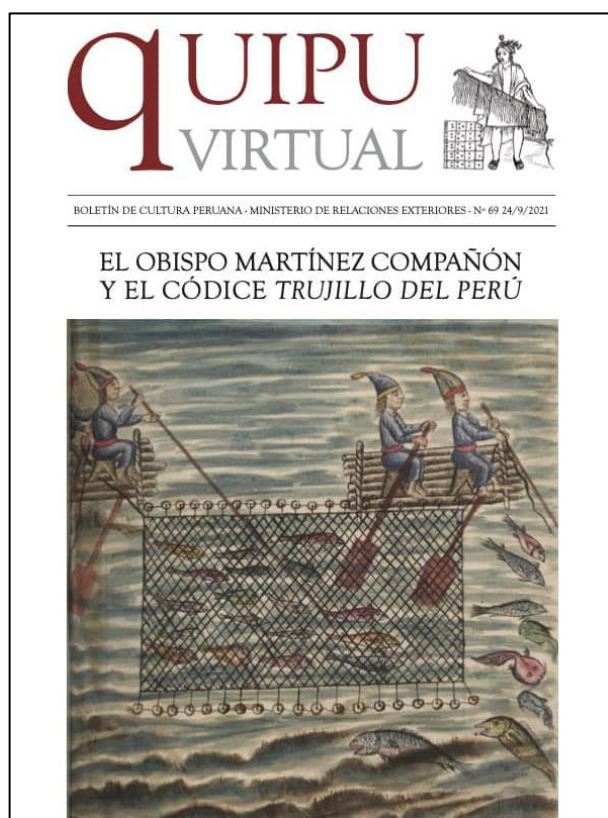 qUIPU
VIRTUAL
BOLETÍN DE CULTURA PERUANA - MINISTERIO DE RELACIONES EXTERIORES - Nº 69 24/9/2021
EL OBISPO MARTÍNEZ COMPAÑÓN
Y EL CÓDICE TRUJILLO DEL PERÚ